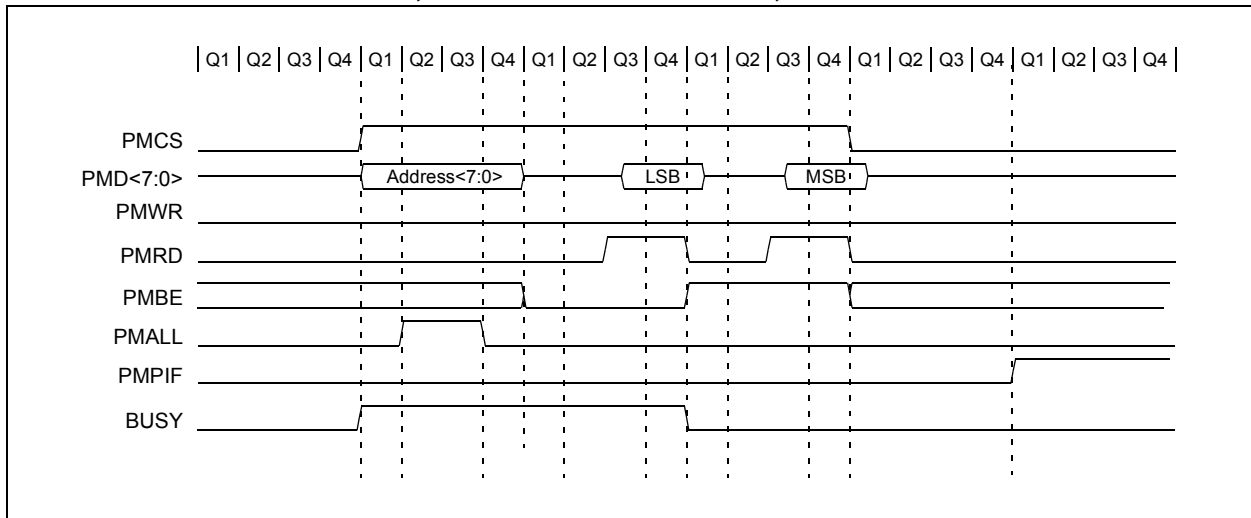 Q1 Q2 Q3 Q4 Q1 Q2 Q3 Q4 Q1 Q2 Q3 Q4 Q1 Q2 Q3 Q4 Q1 Q2 Q3 Q4 Q1 Q2 Q3 Q4
PMCS
PMD<7:0> Address<7:0> LSB MSB
PMWR
PMRD
PMBE
PMALL
PMPIF
BUSY